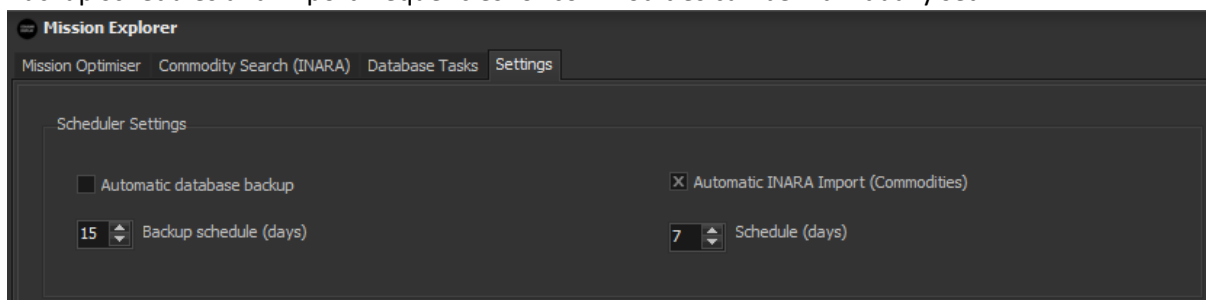 Mission Explorer
Mission Optimiser Commodity Search (INARA) Database Tasks Settings
Scheduler Settings
Automatic database backup
X Automatic INARA Import (Commodities)
15 Backup schedule (days)
7 Schedule (days)